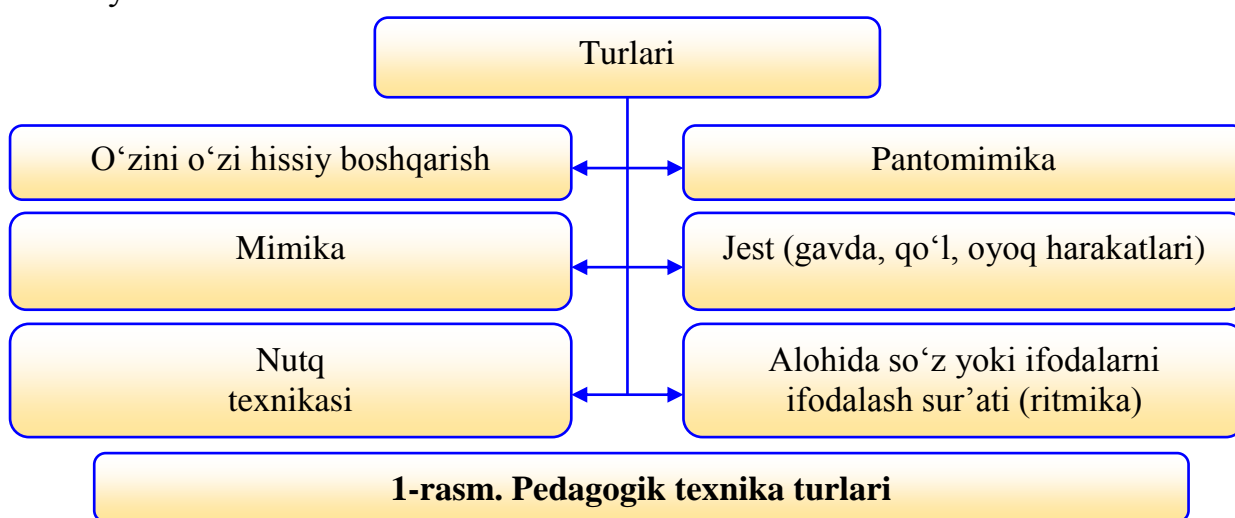 Turlari
O‘zini o‘zi hissiy boshqarish
Pantomimika
Mimika
Jest (gavda, qo‘l, oyoq harakatlari)
Nutq
texnikasi
Alohida so‘z yoki ifodalarni
ifodalash sur’ati (ritmika)
1-rasm. Pedagogik texnika turlari